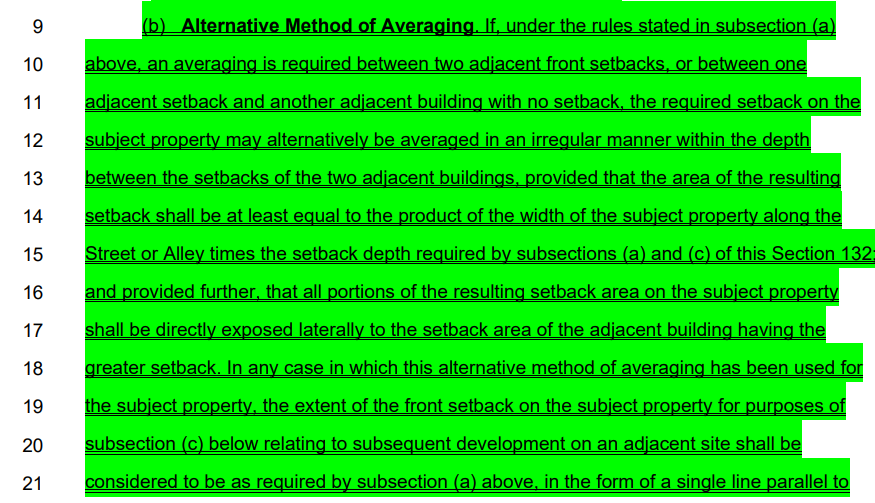 9 (b) Alternative Method of Averaging. If, under the rules stated in subsection (a)
10 above, an averaging is required between two adjacent front setbacks, or between one
11 adjacent setback and another adjacent building with no setback, the required setback on the
12 subject property may alternatively be averaged in an irregular manner within the depth
13 between the setbacks of the two adjacent buildings, provided that the area of the resulting
14 setback shall be at least equal to the product of the width of the subject property along the
15 Street or Alley times the setback depth required by subsections (a) and (c) of this Section 132;
16 and provided further, that all portions of the resulting setback area on the subject property
17 shall be directly exposed laterally to the setback area of the adjacent building having the
18 greater setback. In any case in which this alternative method of averaging has been used for
19 the subject property, the extent of the front setback on the subject property for purposes of
20 subsection (c) below relating to subsequent development on an adjacent site shall be
21 considered to be as required by subsection (a) above, in the form of a single line parallel to